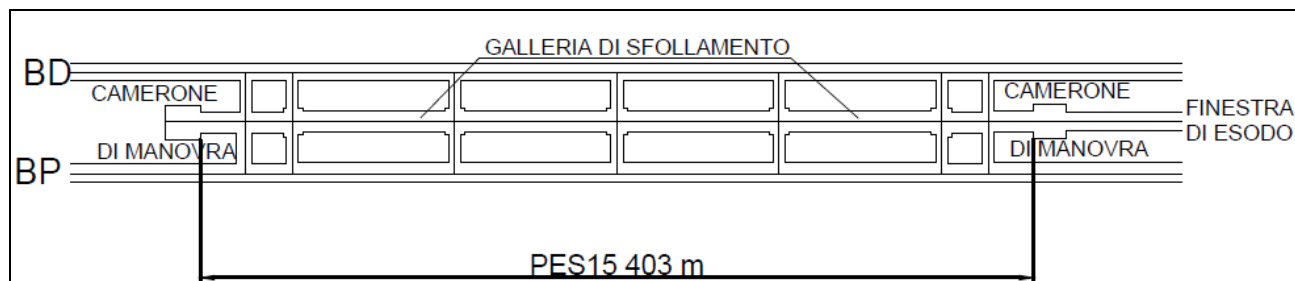 GALLERIA DI SFOLLAMENTO
BD
CAMERONE
CAMERONE
FINESTRA
DI ESODO
DI MANOVRA
DI MANOVRA
BP
PES15 403 m